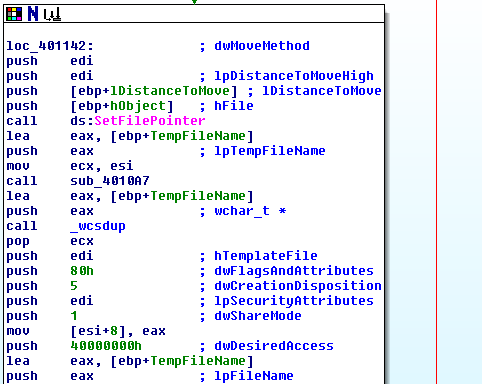 loc_401142: ; dwMoveMethod
push edi
push edi ; lpDistanceToMoveHigh
push [ebp+lDistanceToMove] ; lDistanceToMove
push [ebp+hObject] ; hFile
call ds:SetFilePointer
lea eax, [ebp+TempFileName]
push eax ; lpTempFileName
mov ecx, esi
call sub_4010A7
lea eax, [ebp+TempFileName]
push eax ; wchar_t *
call _wcsdup
pop ecx
push edi ; hTemplateFile
push 80h ; dwFlagsAndAttributes
push 5 ; dwCreationDisposition
push edi ; lpSecurityAttributes
push 1 ; dwShareMode
mov [esi+8], eax
push 40000000h ; dwDesiredAccess
lea eax, [ebp+TempFileName]
push eax ; lpFileName